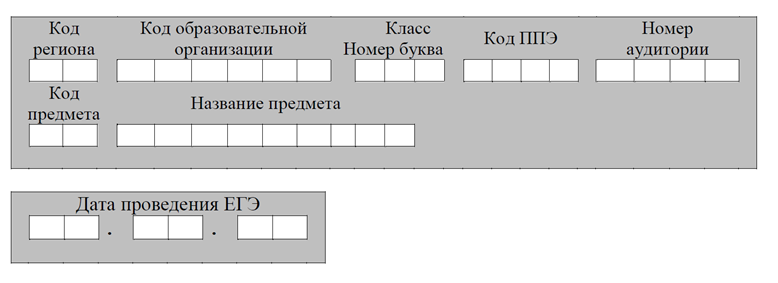 Код региона
Код образовательной организации
Класс
Номер буква
Код ППЭ
Номер аудитории
Код предмета
Название предмета
Дата проведения ЕГЭ
. .